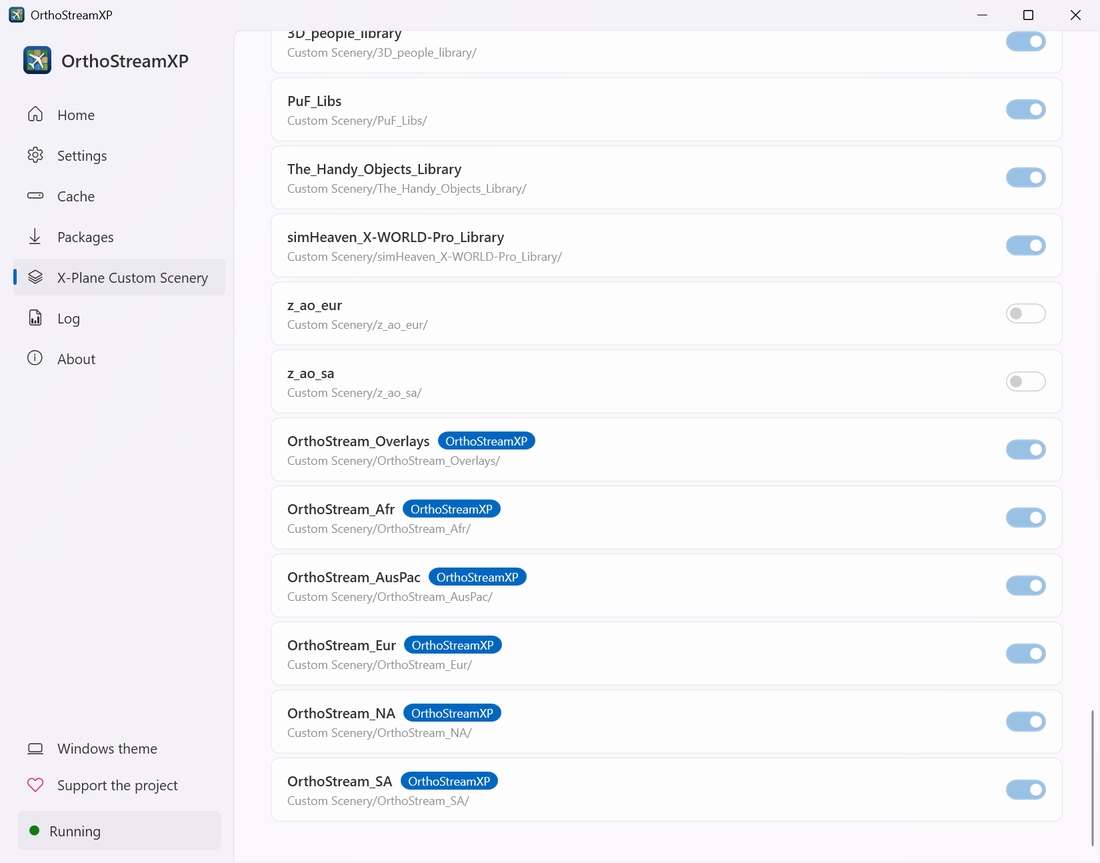 OrthoStreamXP
OrthoStreamXP
Home
Settings
Cache
Packages
X-Plane Custom Scenery
Log
About
Windows theme
Support the project
Running
3D_people_library
Custom Scenery/3D_people_library/
PuF_Libs
Custom Scenery/PuF_Libs/
The_Handy_Objects_Library
Custom Scenery/The_Handy_Objects_Library/
simHeaven_X-WORLD-Pro_Library
Custom Scenery/simHeaven_X-WORLD-Pro_Library/
z_ao_eur
Custom Scenery/z_ao_eur/
z_ao_sa
Custom Scenery/z_ao_sa/
OrthoStream_Overlays OrthoStreamXP
Custom Scenery/OrthoStream_Overlays/
OrthoStream_Afr OrthoStreamXP
Custom Scenery/OrthoStream_Afr/
OrthoStream_AusPac OrthoStreamXP
Custom Scenery/OrthoStream_AusPac/
OrthoStream_Eur OrthoStreamXP
Custom Scenery/OrthoStream_Eur/
OrthoStream_NA OrthoStreamXP
Custom Scenery/OrthoStream_NA/
OrthoStream_SA OrthoStreamXP
Custom Scenery/OrthoStream_SA/